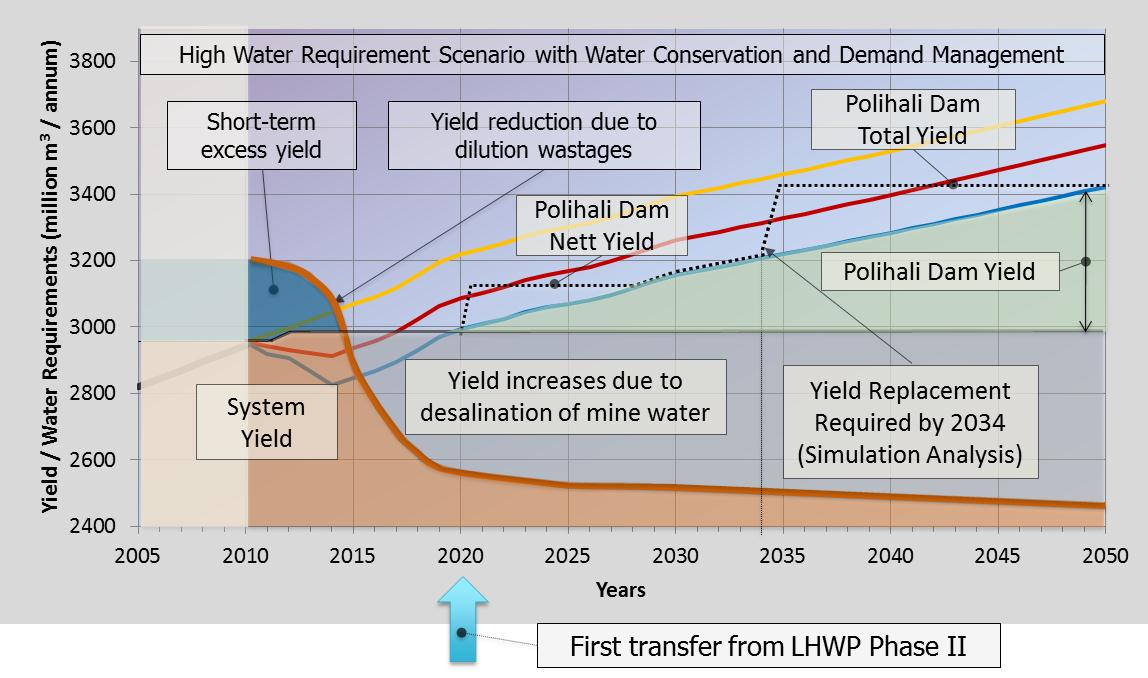 High Water Requirement Scenario with Water Conservation and Demand Management
Short-term
excess yield
Yield reduction due to
dilution wastages
Polihali Dam
Total Yield
Polihali Dam
Nett Yield
Polihali Dam Yield
System
Yield
Yield increases due to
desalination of mine water
Yield Replacement
Required by 2034
(Simulation Analysis)
Yield / Water Requirements (million m³ / annum)
3800
3600
3400
3200
3000
2800
2600
2400
2005 2010 2015 2020 2025 2030 2035 2040 2045 2050
Years
First transfer from LHWP Phase II